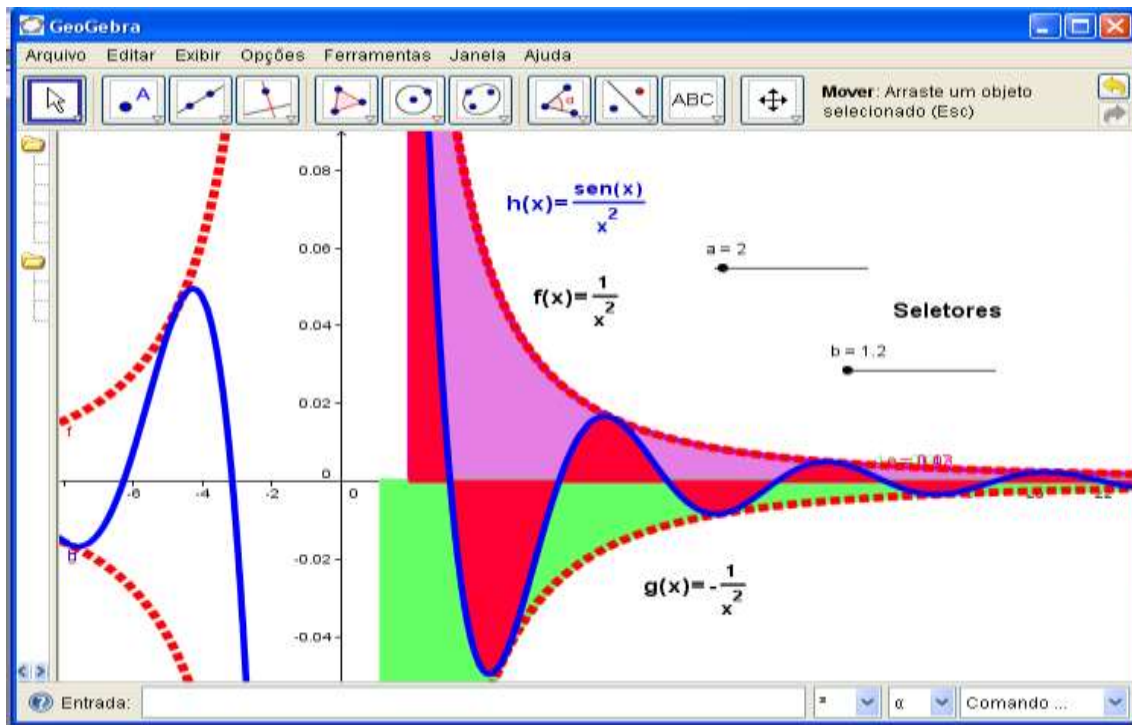 GeoGebra
Arquivo Editar Exibir Opções Ferramentas Janela Ajuda
A
α
ABC
Mover: Arraste um objeto
selecionado (Esc)
0.08
0.06
0.04
0.02
0
-0.02
-0.04
-6 -4 -2 0
22
h(x)=sen(x)/x²
f(x)=1/x²
a = 2
Seletores
b = 1.2
f
g(x)=-1/x²
Entrada:
α
Comando ...